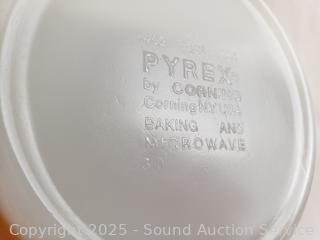 PYREX®
by CORNING
Corning N.Y. USA
BAKING AND
MICROWAVE
Copyright © 2025 - Sound Auction Service